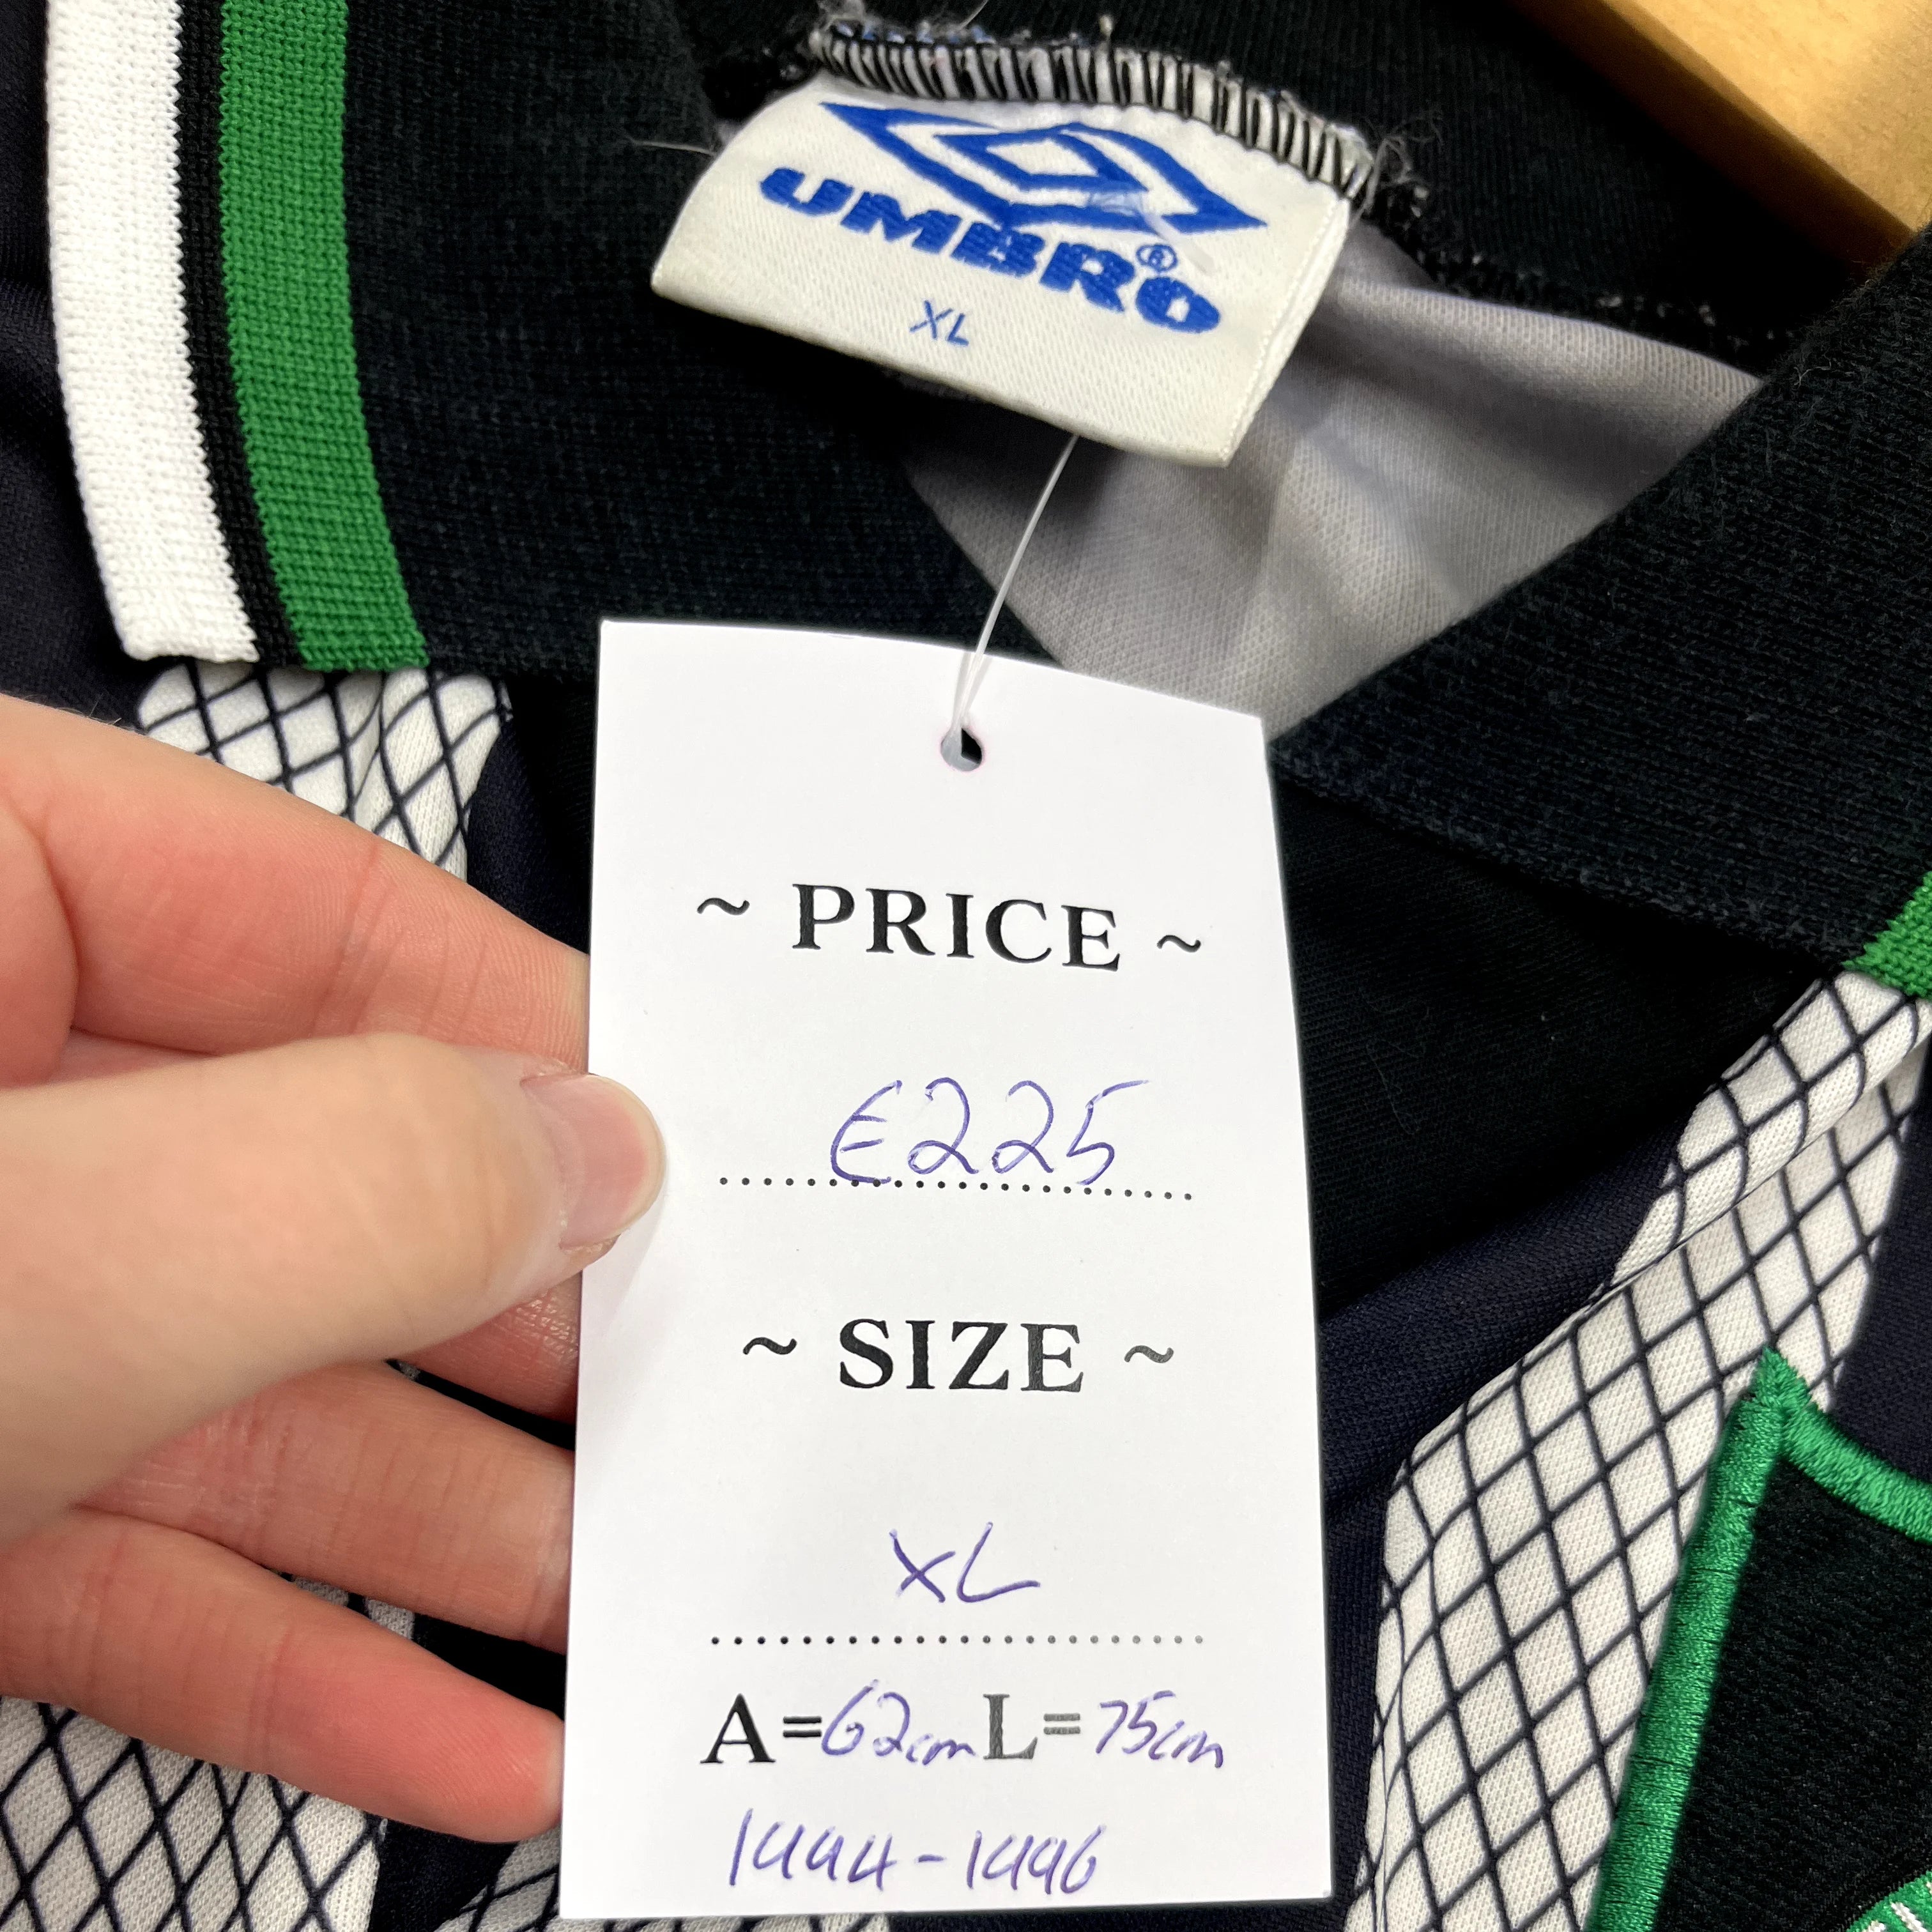 UMBRO®
XL
~ PRICE ~
€225
~ SIZE ~
XL
A=62cm L=75cm
1994-1996